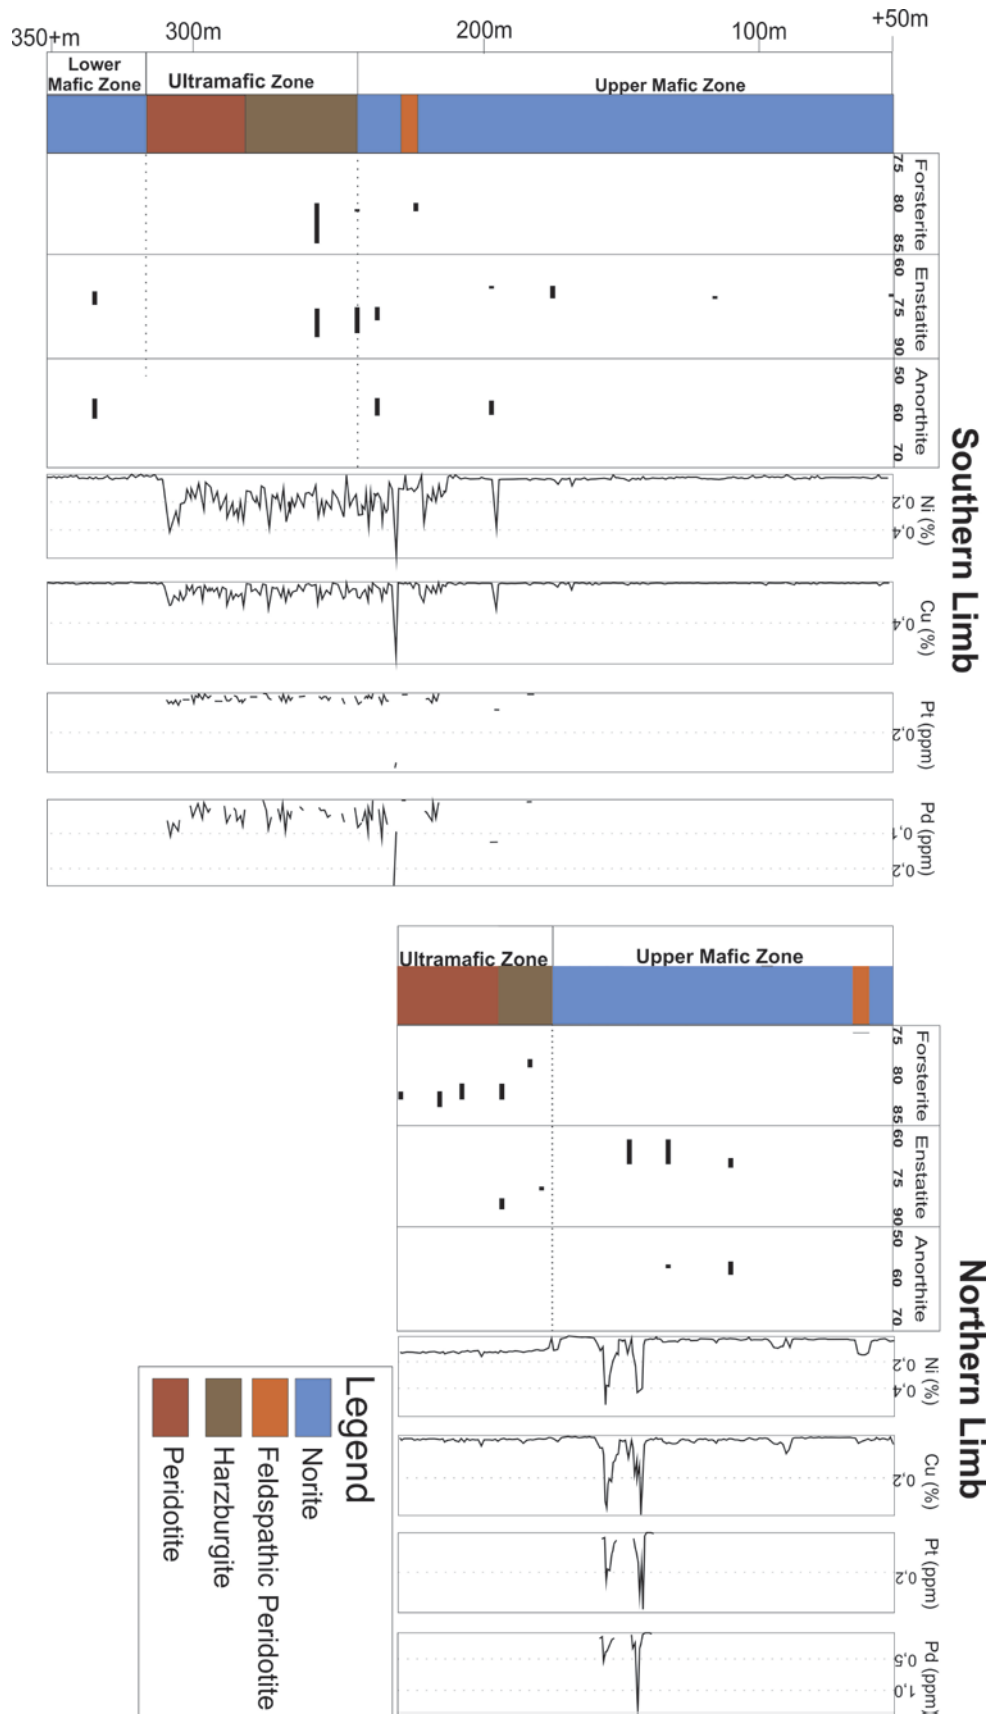 350+m
300m
200m
100m
+50m
Lower
Mafic Zone
Ultramafic Zone
Upper Mafic Zone
75
80
85
Forsterite
60
75
90
Enstatite
50
60
70
Anorthite
0,2
0,4
Ni (%)
0,4
Cu (%)
0,2
Pt (ppm)
0,1
0,2
Pd (ppm)
Southern Limb
Ultramafic Zone
Upper Mafic Zone
75
80
85
Forsterite
60
75
90
Enstatite
50
60
70
Anorthite
0,2
0,4
Ni (%)
0,2
Cu (%)
0,2
Pt (ppm)
0,5
1,0
Pd (ppm)
Northern Limb
Legend
Norite
Feldspathic Peridotite
Harzburgite
Peridotite